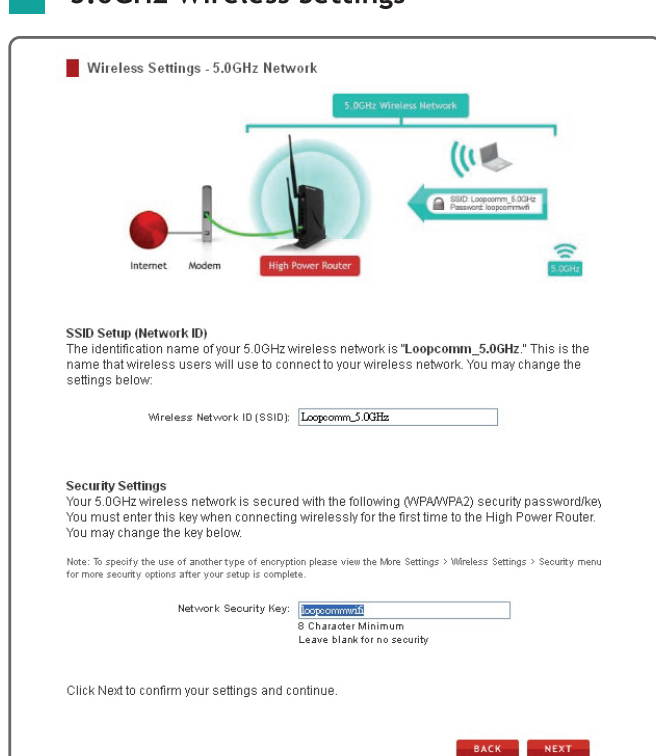 5.0GHz Wireless Settings
Wireless Settings - 5.0GHz Network
5.0GHz Wireless Network
SSID: Loopcomm_5.0GHz
Password: loopcommwifi
Internet Modem High Power Router 5.0GHz
SSID Setup (Network ID)
The identification name of your 5.0GHz wireless network is "Loopcomm_5.0GHz." This is the
name that wireless users will use to connect to your wireless network. You may change the
settings below:
Wireless Network ID (SSID): Loopcomm_5.0GHz
Security Settings
Your 5.0GHz wireless network is secured with the following (WPA/WPA2) security password/key
You must enter this key when connecting wirelessly for the first time to the High Power Router.
You may change the key below.
Note: To specify the use of another type of encryption please view the More Settings > Wireless Settings > Security menu
for more security options after your setup is complete.
Network Security Key: loopcommwifi
8 Character Minimum
Leave blank for no security
Click Next to confirm your settings and continue.
BACK NEXT